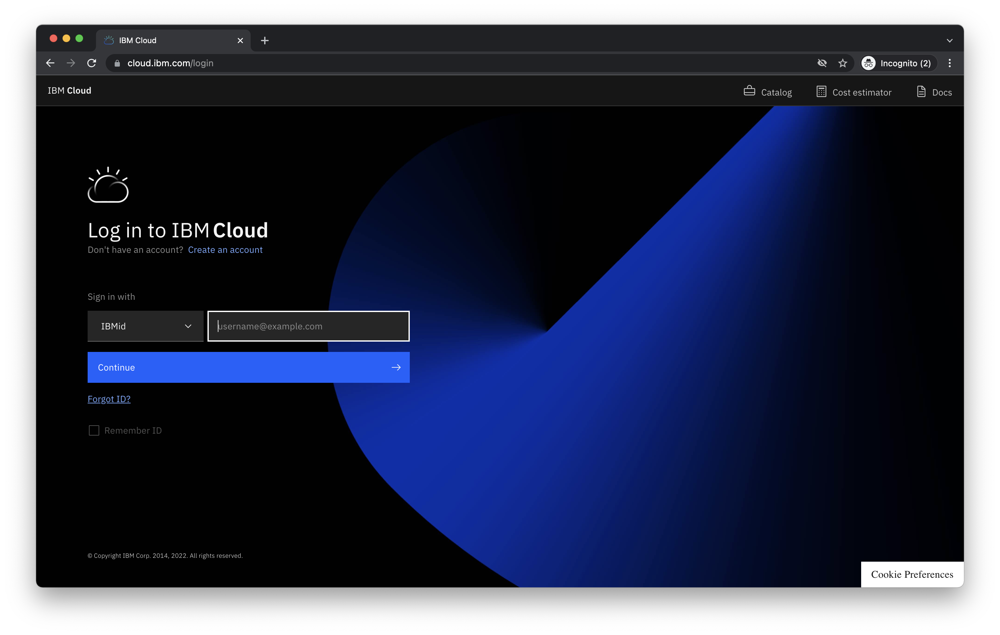 IBM Cloud
cloud.ibm.com/login
Incognito (2)
IBM Cloud
Catalog
Cost estimator
Docs
Log in to IBM Cloud
Don't have an account? Create an account
Sign in with
IBMid
username@example.com
Continue
Forgot ID?
Remember ID
© Copyright IBM Corp. 2014, 2022. All rights reserved.
Cookie Preferences